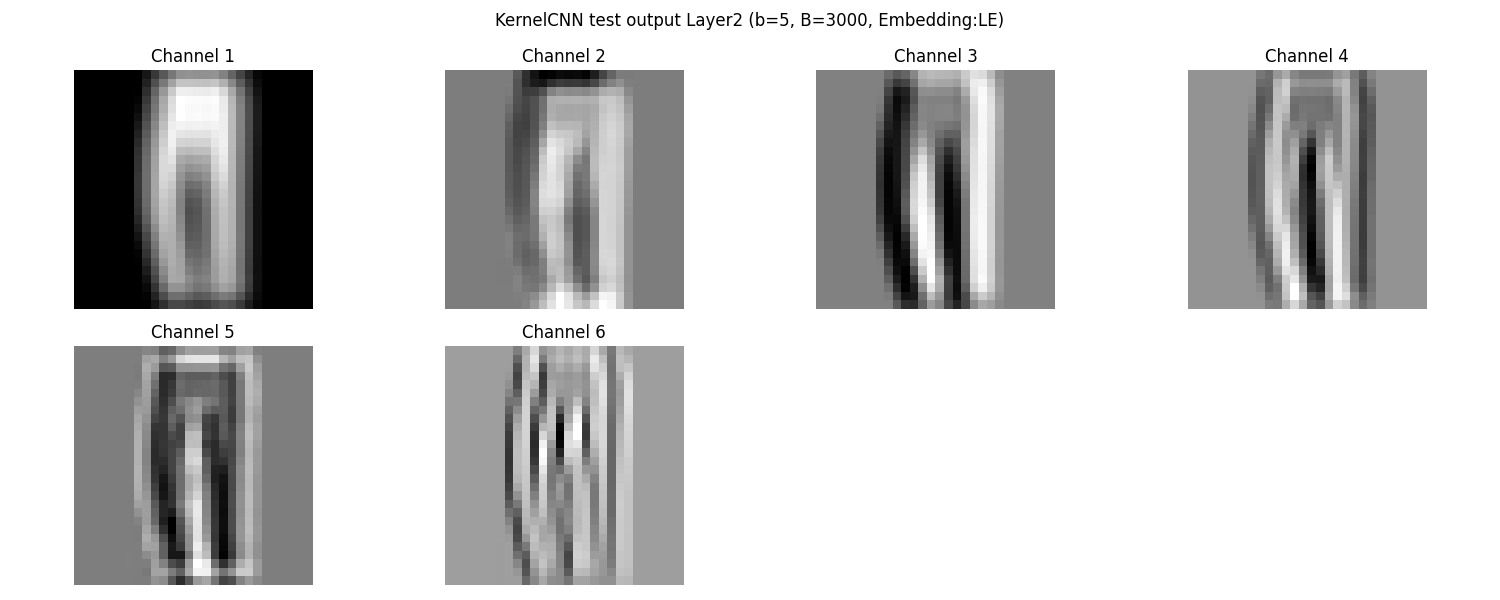 KernelCNN test output Layer2 (b=5, B=3000, Embedding:LE)
Channel 1
Channel 2
Channel 3
Channel 4
Channel 5
Channel 6